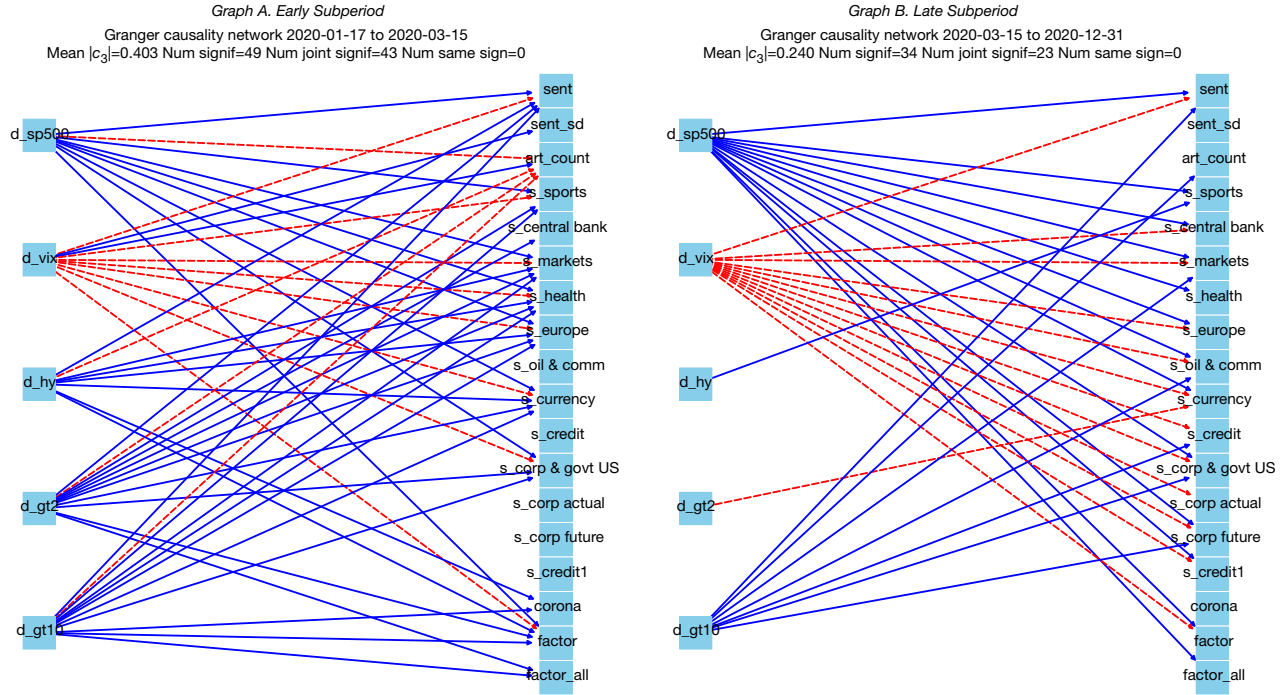 Graph A. Early Subperiod
Granger causality network 2020-01-17 to 2020-03-15
Mean |c3|=0.403 Num signif=49 Num joint signif=43 Num same sign=0
d_sp500
d_vix
d_hy
d_gt2
d_gt10
sent
sent_sd
art_count
s_sports
s_central bank
s_markets
s_health
s_europe
s_oil & comm
s_currency
s_credit
s_corp & govt US
s_corp actual
s_corp future
s_credit1
corona
factor
factor_all
Graph B. Late Subperiod
Granger causality network 2020-03-15 to 2020-12-31
Mean |c3|=0.240 Num signif=34 Num joint signif=23 Num same sign=0
d_sp500
d_vix
d_hy
d_gt2
d_gt10
sent
sent_sd
art_count
s_sports
s_central bank
s_markets
s_health
s_europe
s_oil & comm
s_currency
s_credit
s_corp & govt US
s_corp actual
s_corp future
s_credit1
corona
factor
factor_all